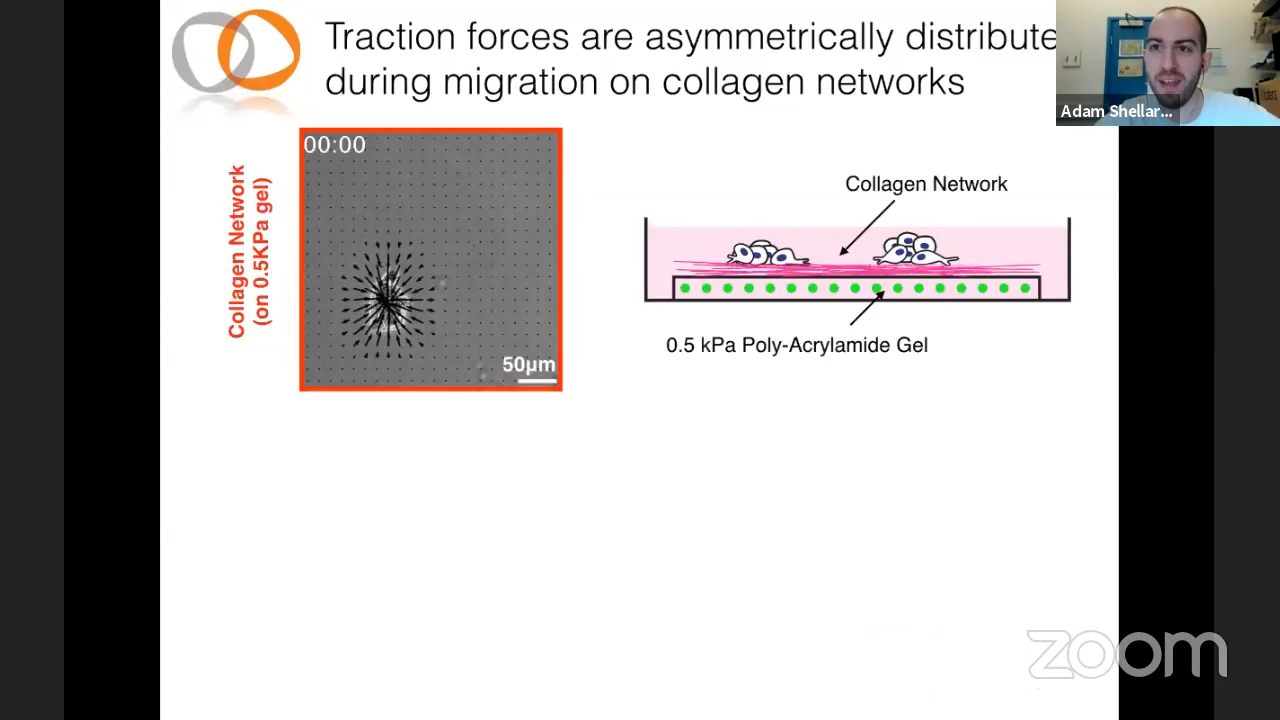 Traction forces are asymmetrically distribute
during migration on collagen networks
Adam Shellar...
00:00
Collagen Network
(on 0.5KPa gel)
50µm
Collagen Network
0.5 kPa Poly-Acrylamide Gel
zoom